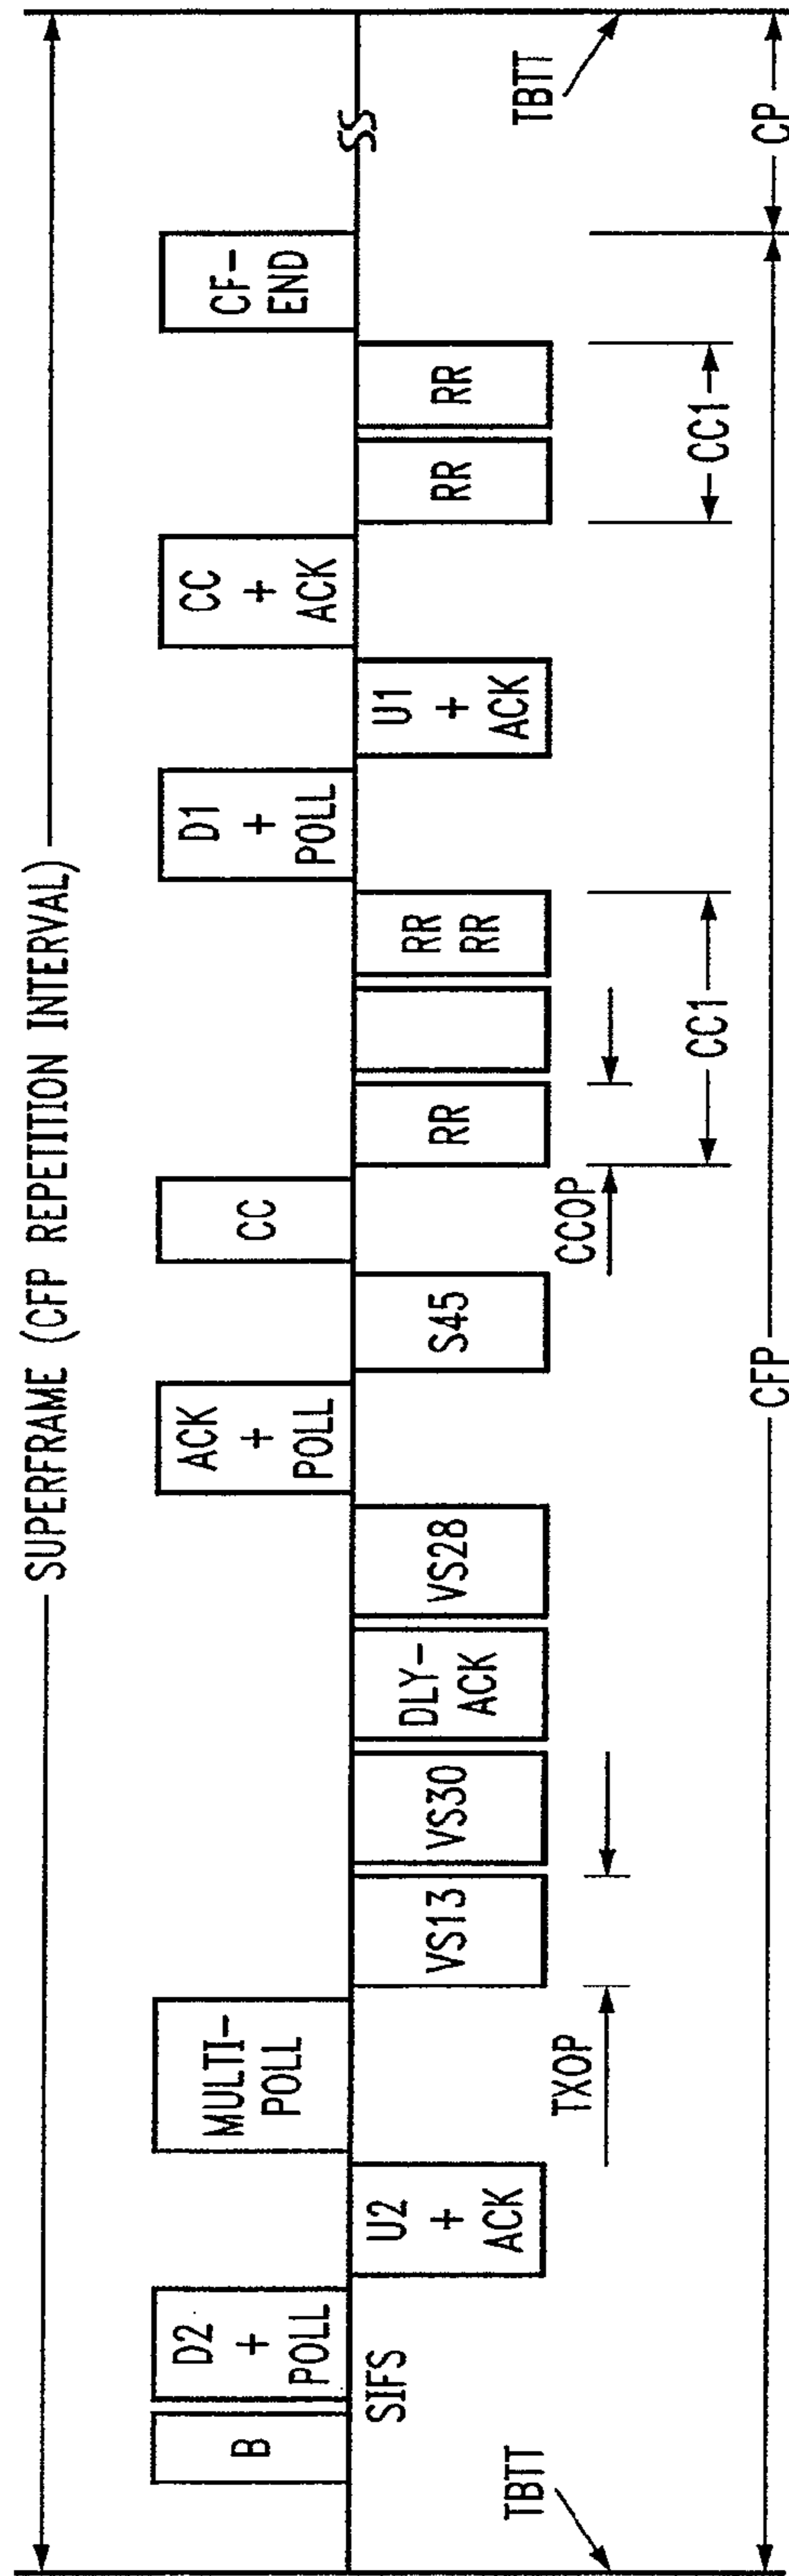 SUPERFRAME (CFP REPETITION INTERVAL)
B
D2
+
POLL
MULTI-
POLL
ACK
+
POLL
CC
D1
+
POLL
CC
+
ACK
CF-
END
SS
SIFS
U2
+
ACK
VS13
VS30
DLY-
ACK
VS28
S45
RR
RR
RR
U1
+
ACK
RR
RR
TBTT
TXOP
CCOP
TBTT
CC1
CC1
CFP
CP